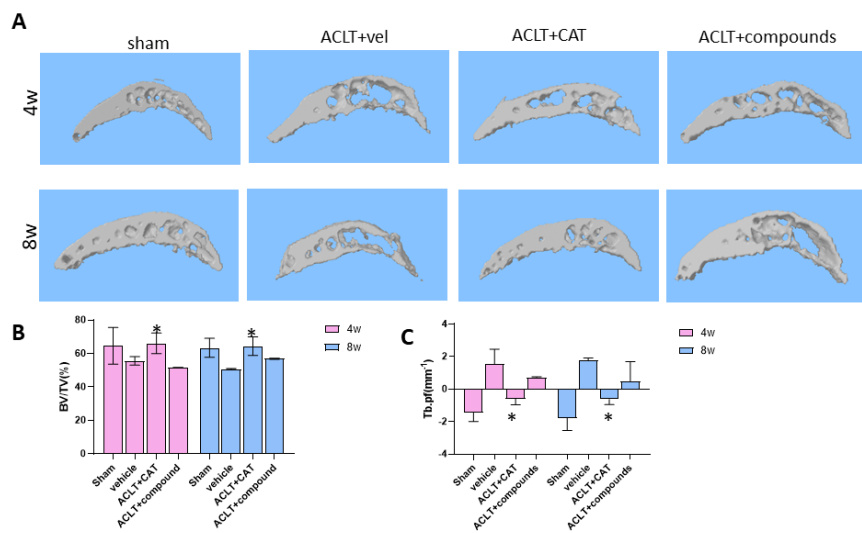 A
sham
ACLT+vel
ACLT+CAT
ACLT+compounds
4w
8w
B
80
60
40
20
0
BV/TV(%)
*
*
Sham
vehicle
ACLT+CAT
ACLT+compound
Sham
vehicle
ACLT+CAT
ACLT+compound
4w
8w
C
4
2
0
-2
-4
Tb.pf(mm-1)
*
*
Sham
vehicle
ACLT+CAT
ACLT+compounds
Sham
vehicle
ACLT+CAT
ACLT+compounds
4w
8w